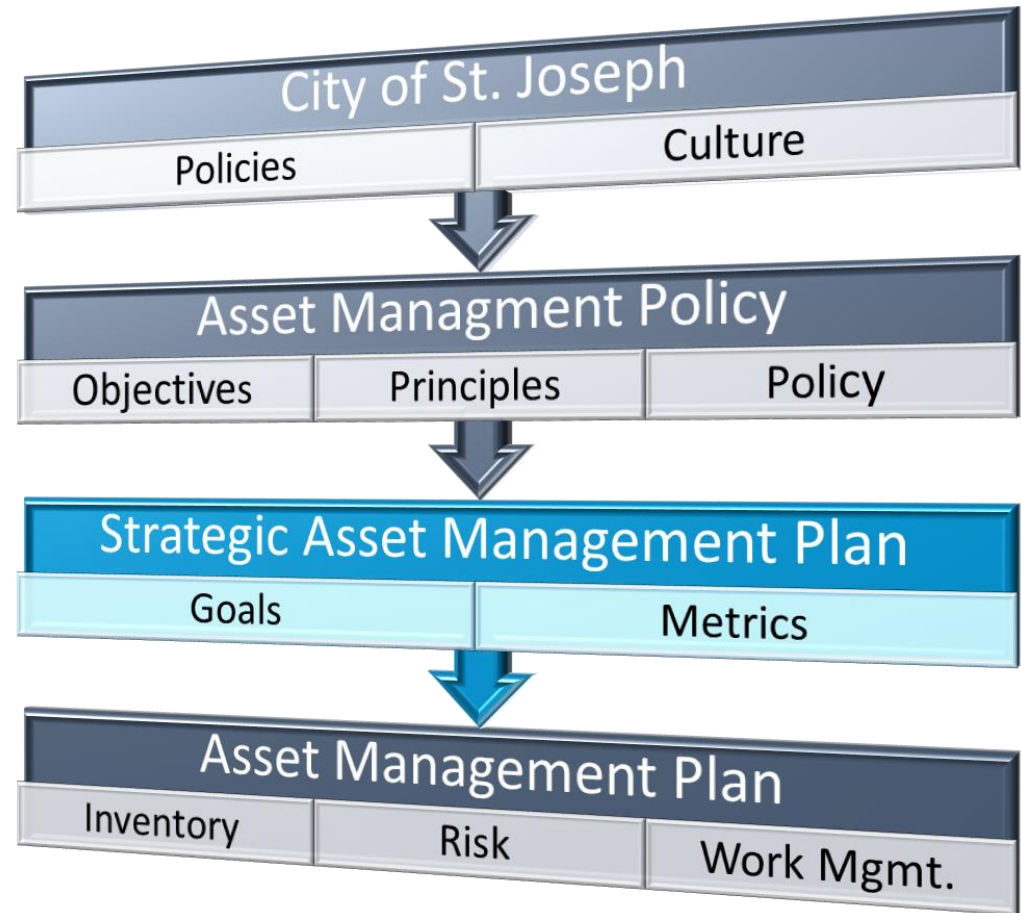 City of St. Joseph
Policies
Culture
Asset Managment Policy
Objectives
Principles
Policy
Strategic Asset Management Plan
Goals
Metrics
Asset Management Plan
Inventory
Risk
Work Mgmt.